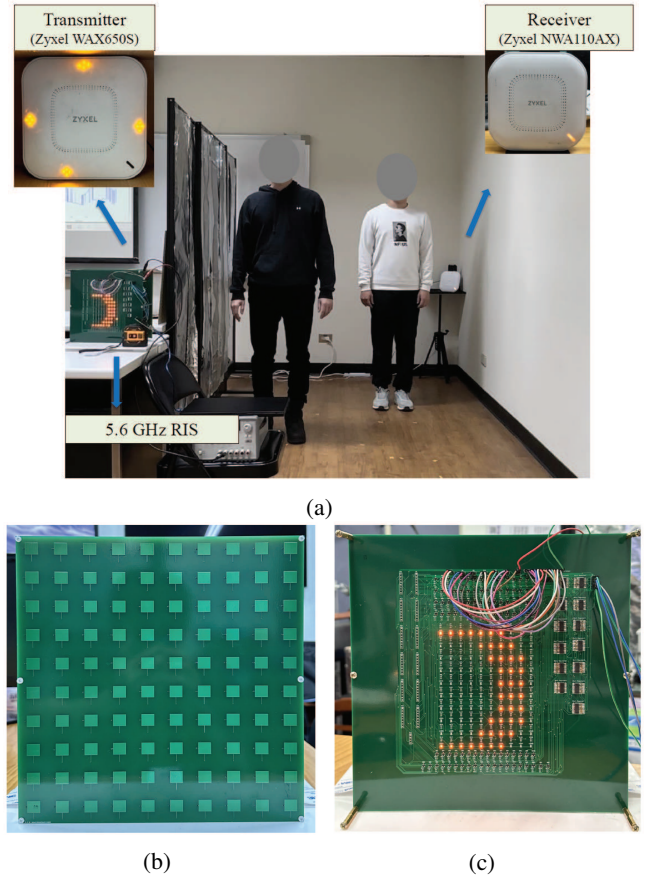 Transmitter
(Zyxel WAX650S)
Receiver
(Zyxel NWA110AX)
ZYXEL
ZYXEL
5.6 GHz RIS
(a)
(b)
(c)